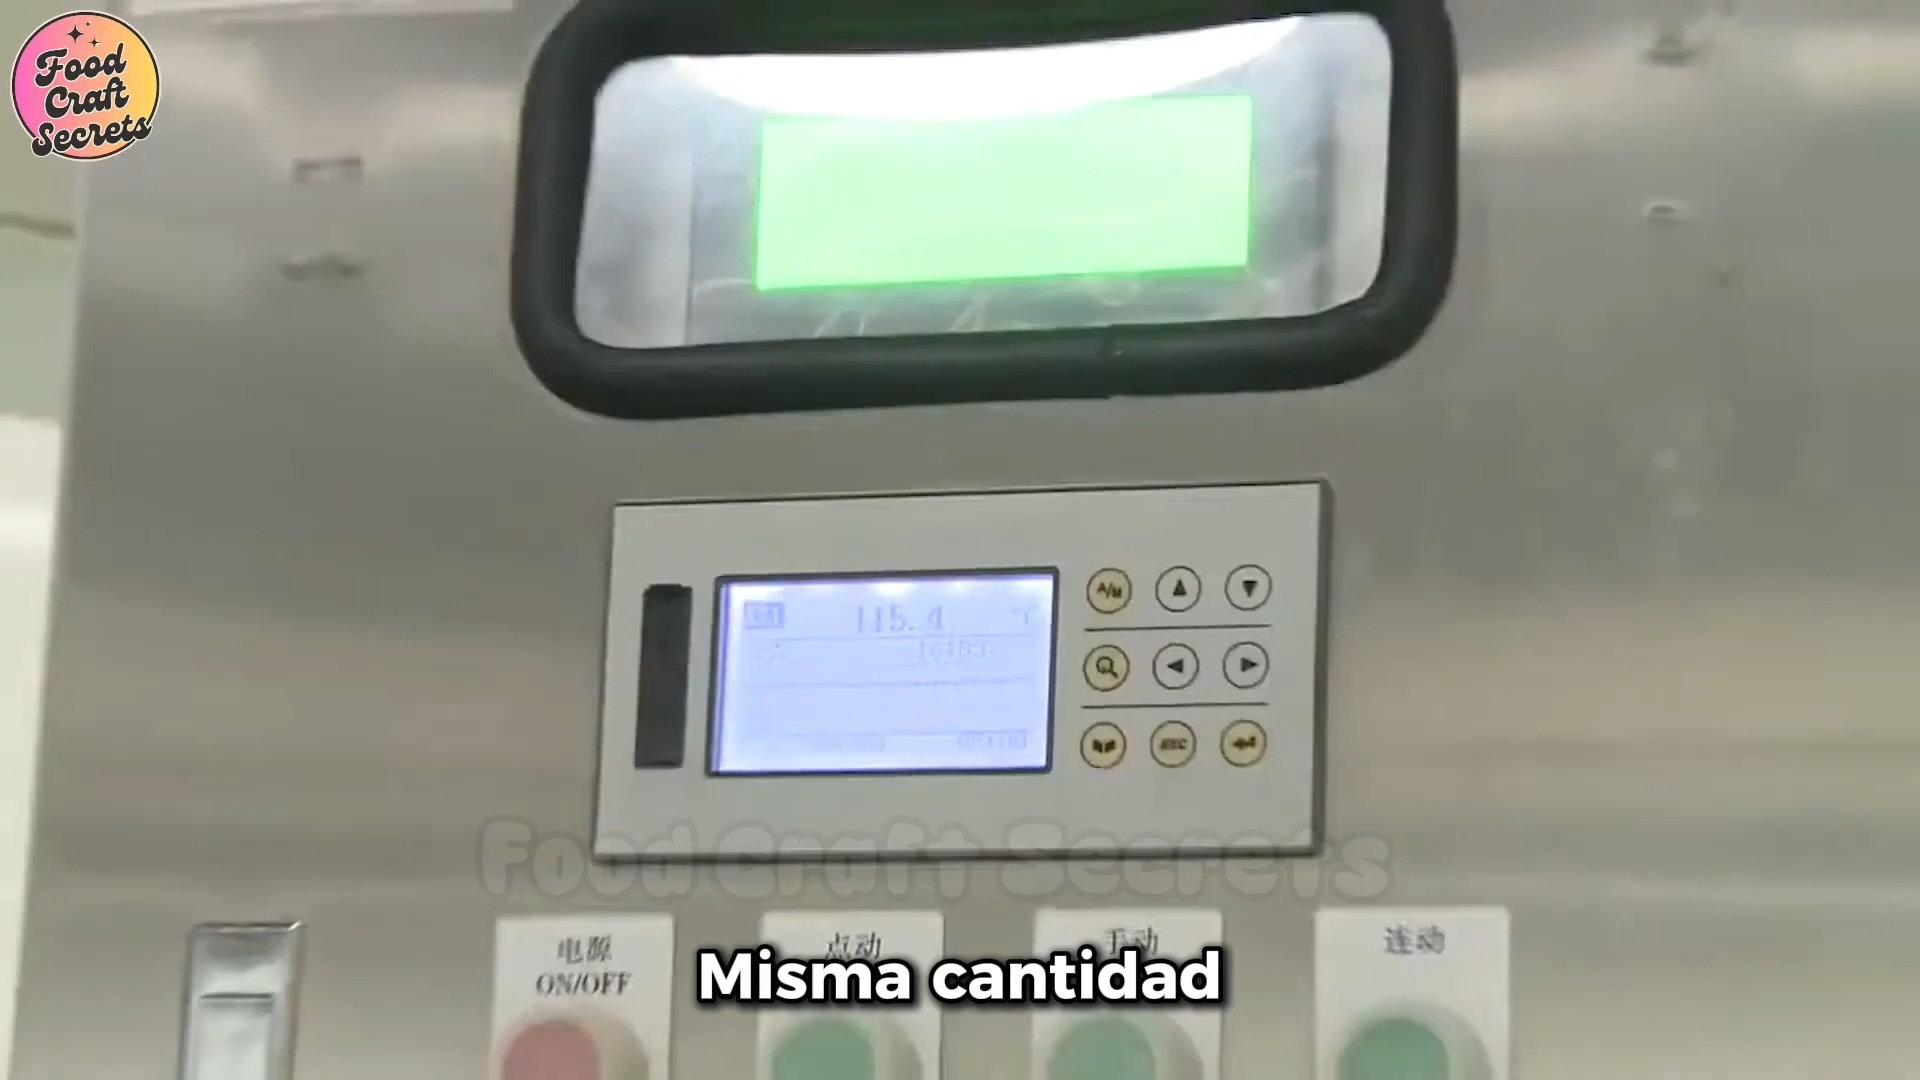 Food
Craft
Secrets
115.4 °C
A/M
ESC
Food Craft Secrets
电源
ON/OFF
点动
手动
连动
Misma cantidad